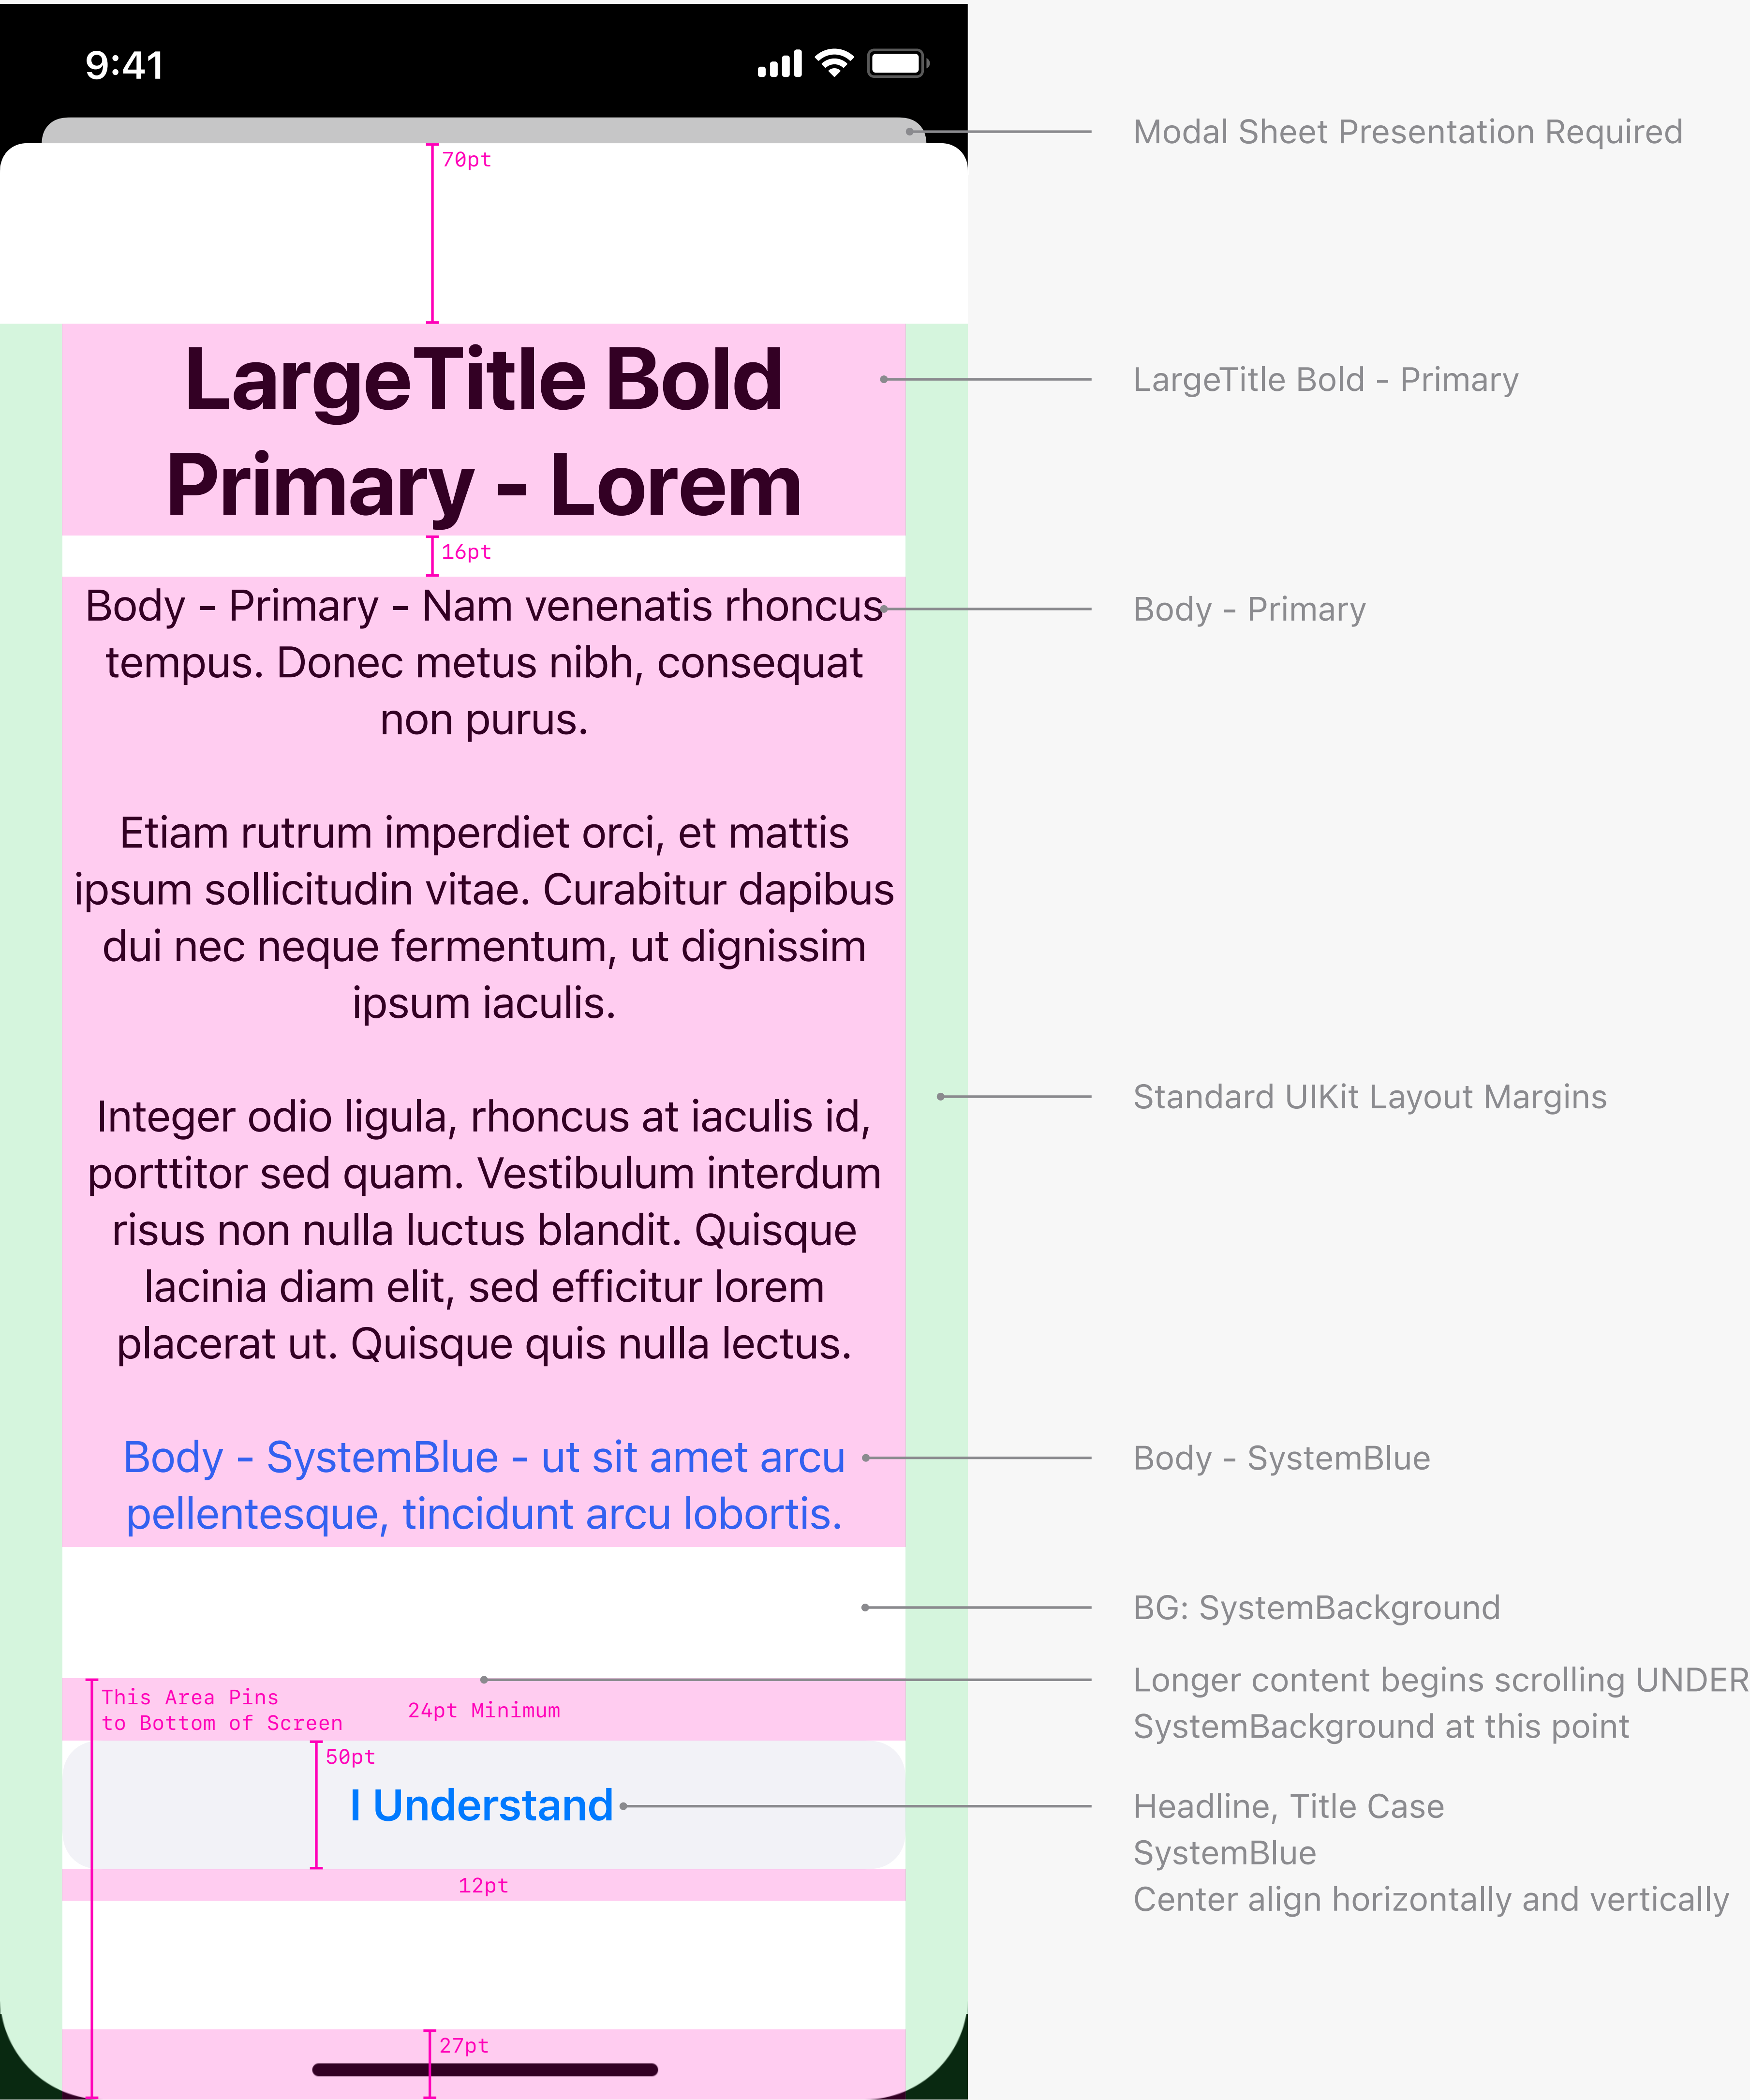 9:41
Modal Sheet Presentation Required
70pt
LargeTitle Bold
Primary - Lorem
LargeTitle Bold - Primary
16pt
Body - Primary - Nam venenatis rhoncus
tempus. Donec metus nibh, consequat
non purus.
Body - Primary
Etiam rutrum imperdiet orci, et mattis
ipsum sollicitudin vitae. Curabitur dapibus
dui nec neque fermentum, ut dignissim
ipsum iaculis.
Standard UIKit Layout Margins
Integer odio ligula, rhoncus at iaculis id,
porttitor sed quam. Vestibulum interdum
risus non nulla luctus blandit. Quisque
lacinia diam elit, sed efficitur lorem
placerat ut. Quisque quis nulla lectus.
Body - SystemBlue - ut sit amet arcu
pellentesque, tincidunt arcu lobortis.
Body - SystemBlue
BG: SystemBackground
Longer content begins scrolling UNDER
SystemBackground at this point
This Area Pins
to Bottom of Screen
24pt Minimum
50pt
I Understand
Headline, Title Case
SystemBlue
Center align horizontally and vertically
12pt
27pt